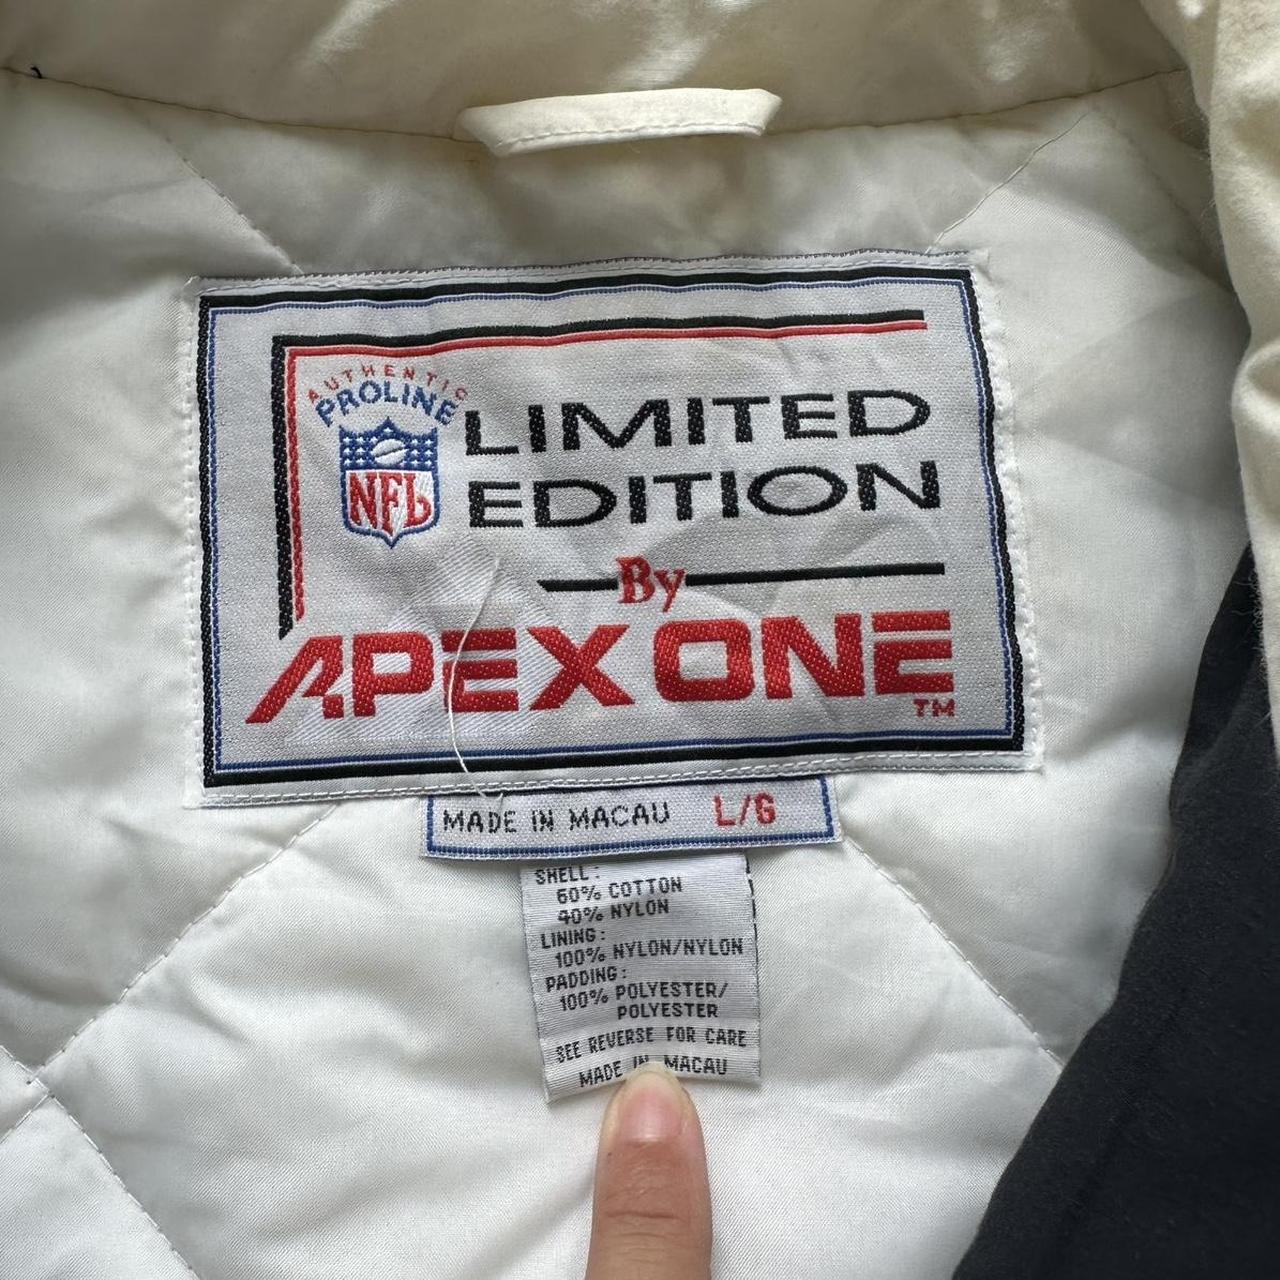 AUTHENTIC
PROLINE
NFL
LIMITED
EDITION
By
APEX ONE
TM
MADE IN MACAU L/G
SHELL:
60% COTTON
40% NYLON
LINING:
100% NYLON/NYLON
PADDING:
100% POLYESTER/
POLYESTER
SEE REVERSE FOR CARE
MADE IN MACAU